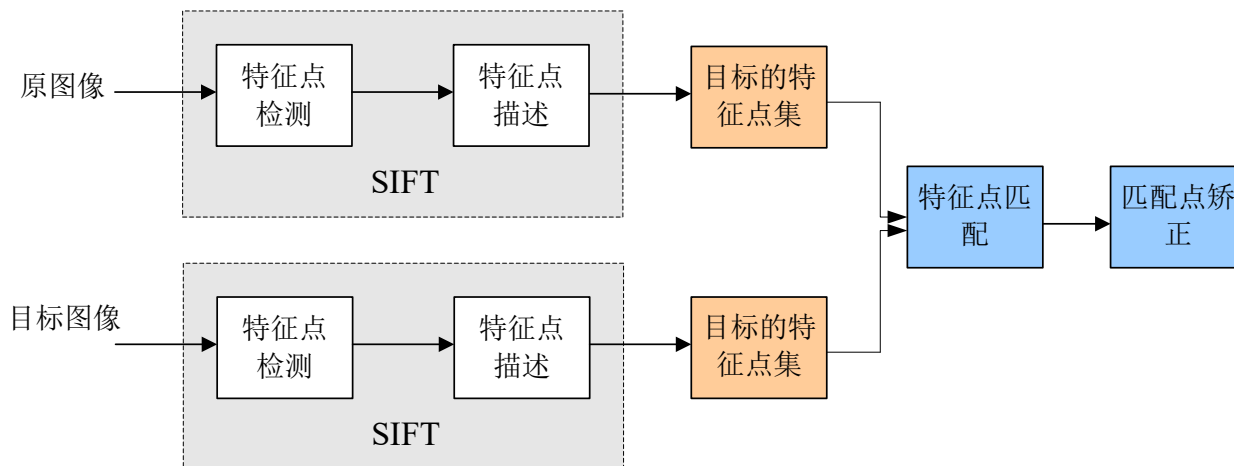 原图像
特征点
检测
特征点
描述
SIFT
目标的特
征点集
目标图像
特征点
检测
特征点
描述
SIFT
目标的特
征点集
特征点匹
配
匹配点矫
正